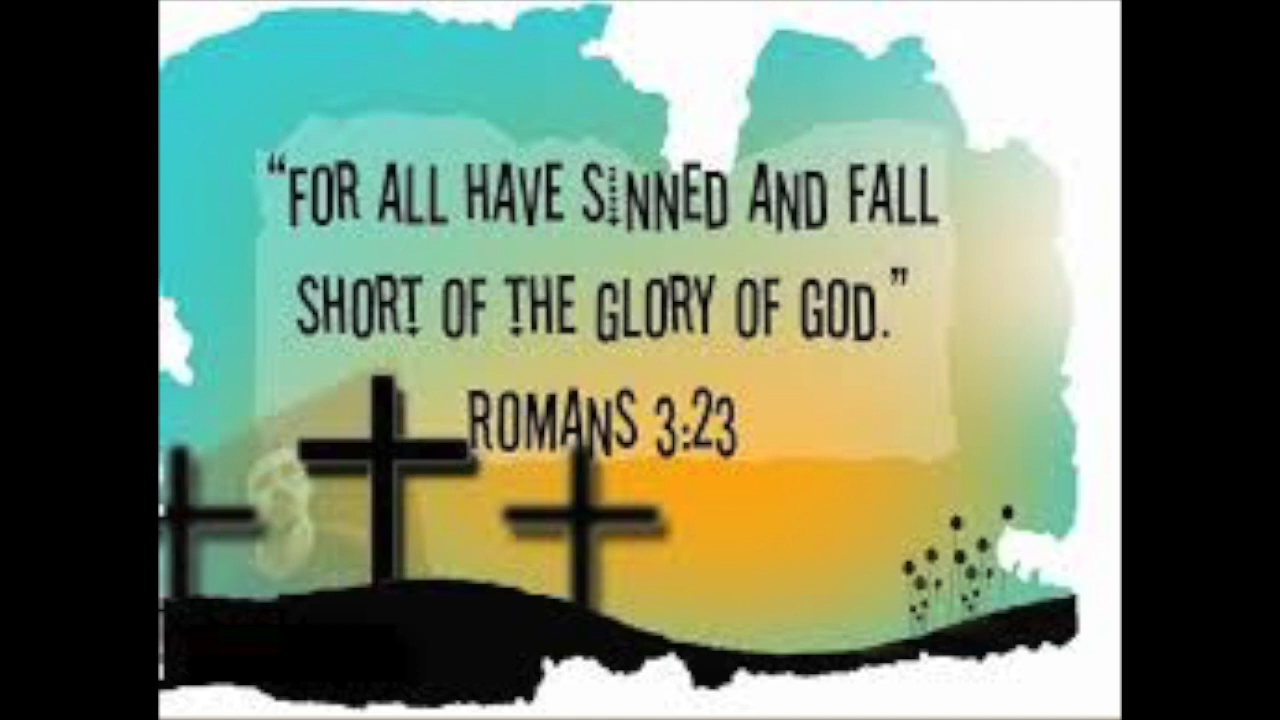 “FOR ALL HAVE SINNED AND FALL
SHORT OF THE GLORY OF GOD.”
ROMANS 3:23